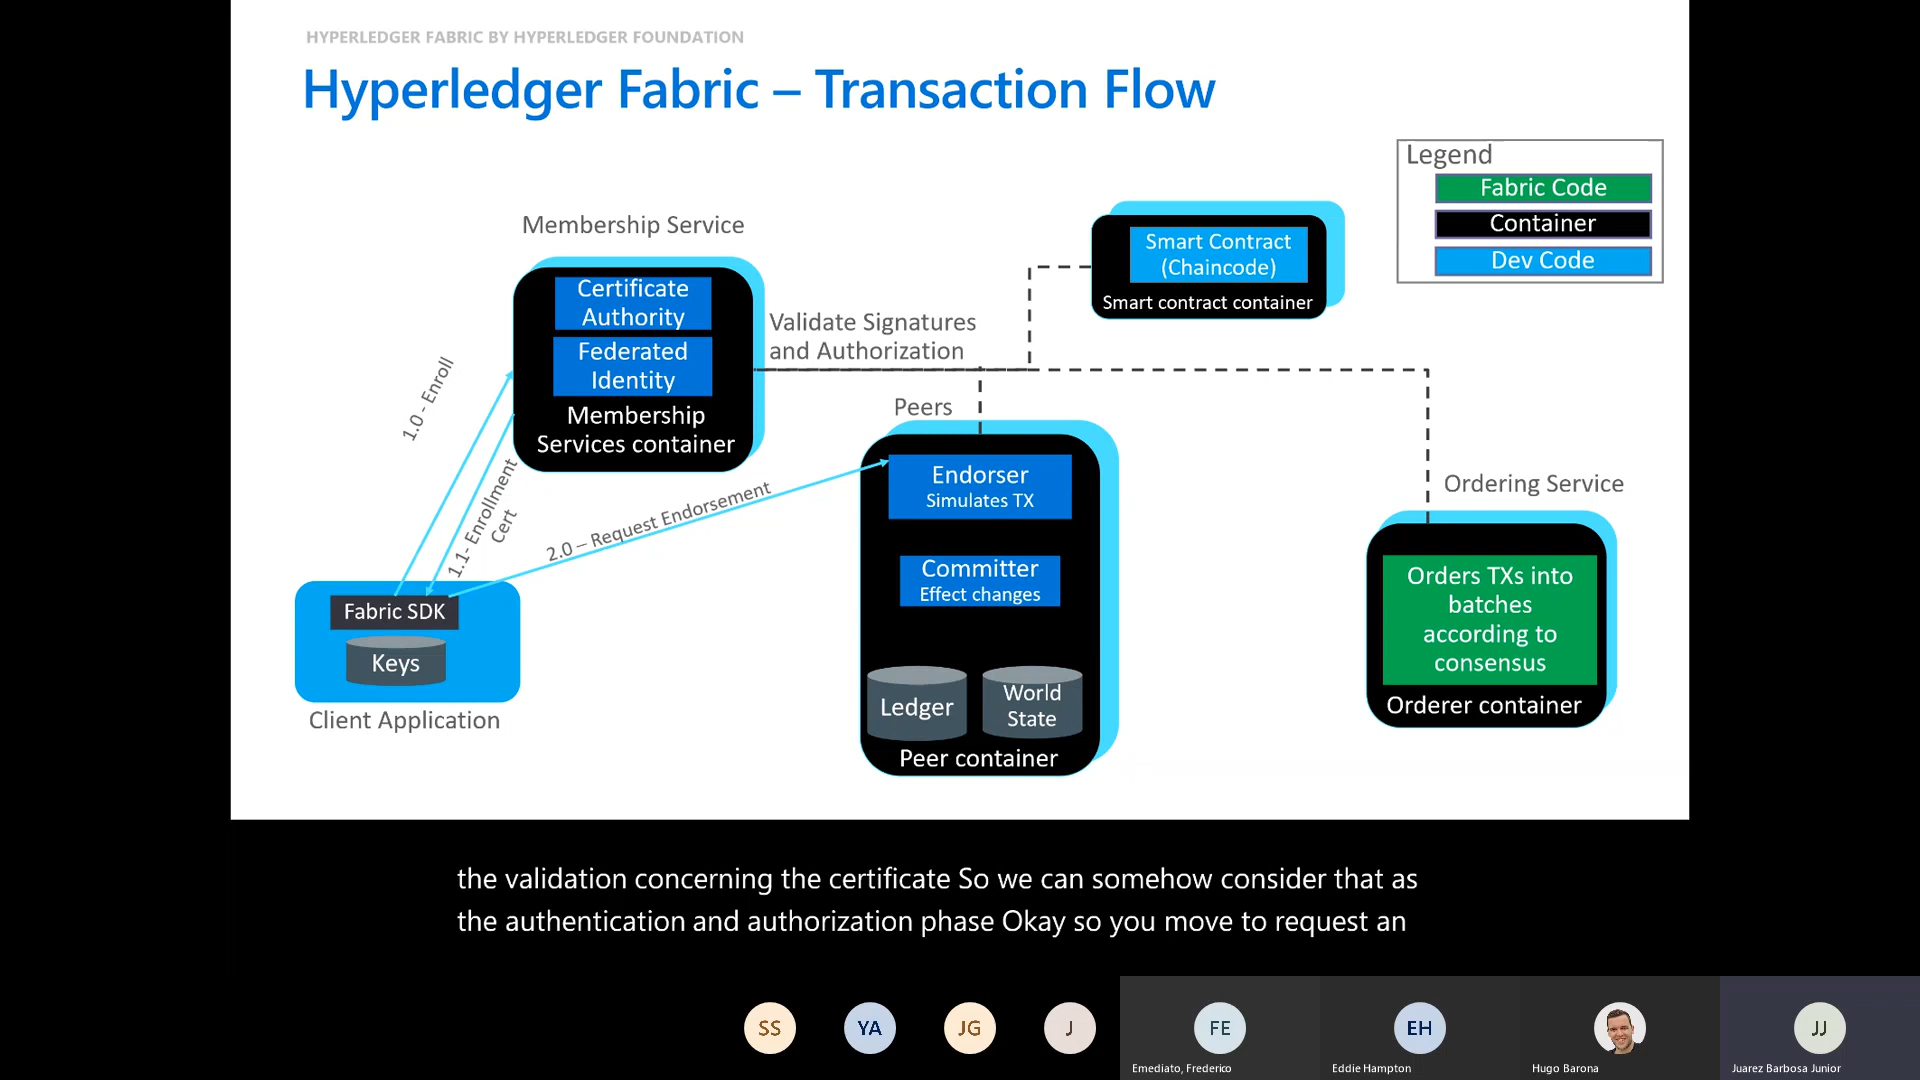 HYPERLEDGER FABRIC BY HYPERLEDGER FOUNDATION
Hyperledger Fabric – Transaction Flow
Legend
Fabric Code
Container
Dev Code
Membership Service
Certificate
Authority
Federated
Identity
Membership
Services container
Validate Signatures
and Authorization
Smart Contract
(Chaincode)
Smart contract container
1.0 - Enroll
1.1- Enrollment
Cert
2.0 – Request Endorsement
Peers
Endorser
Simulates TX
Committer
Effect changes
Ledger
World
State
Peer container
Ordering Service
Orders TXs into
batches
according to
consensus
Orderer container
Fabric SDK
Keys
Client Application
the validation concerning the certificate So we can somehow consider that as
the authentication and authorization phase Okay so you move to request an
SS
YA
JG
J
FE
EH
JJ
Emediato, Frederico
Eddie Hampton
Hugo Barona
Juarez Barbosa Junior